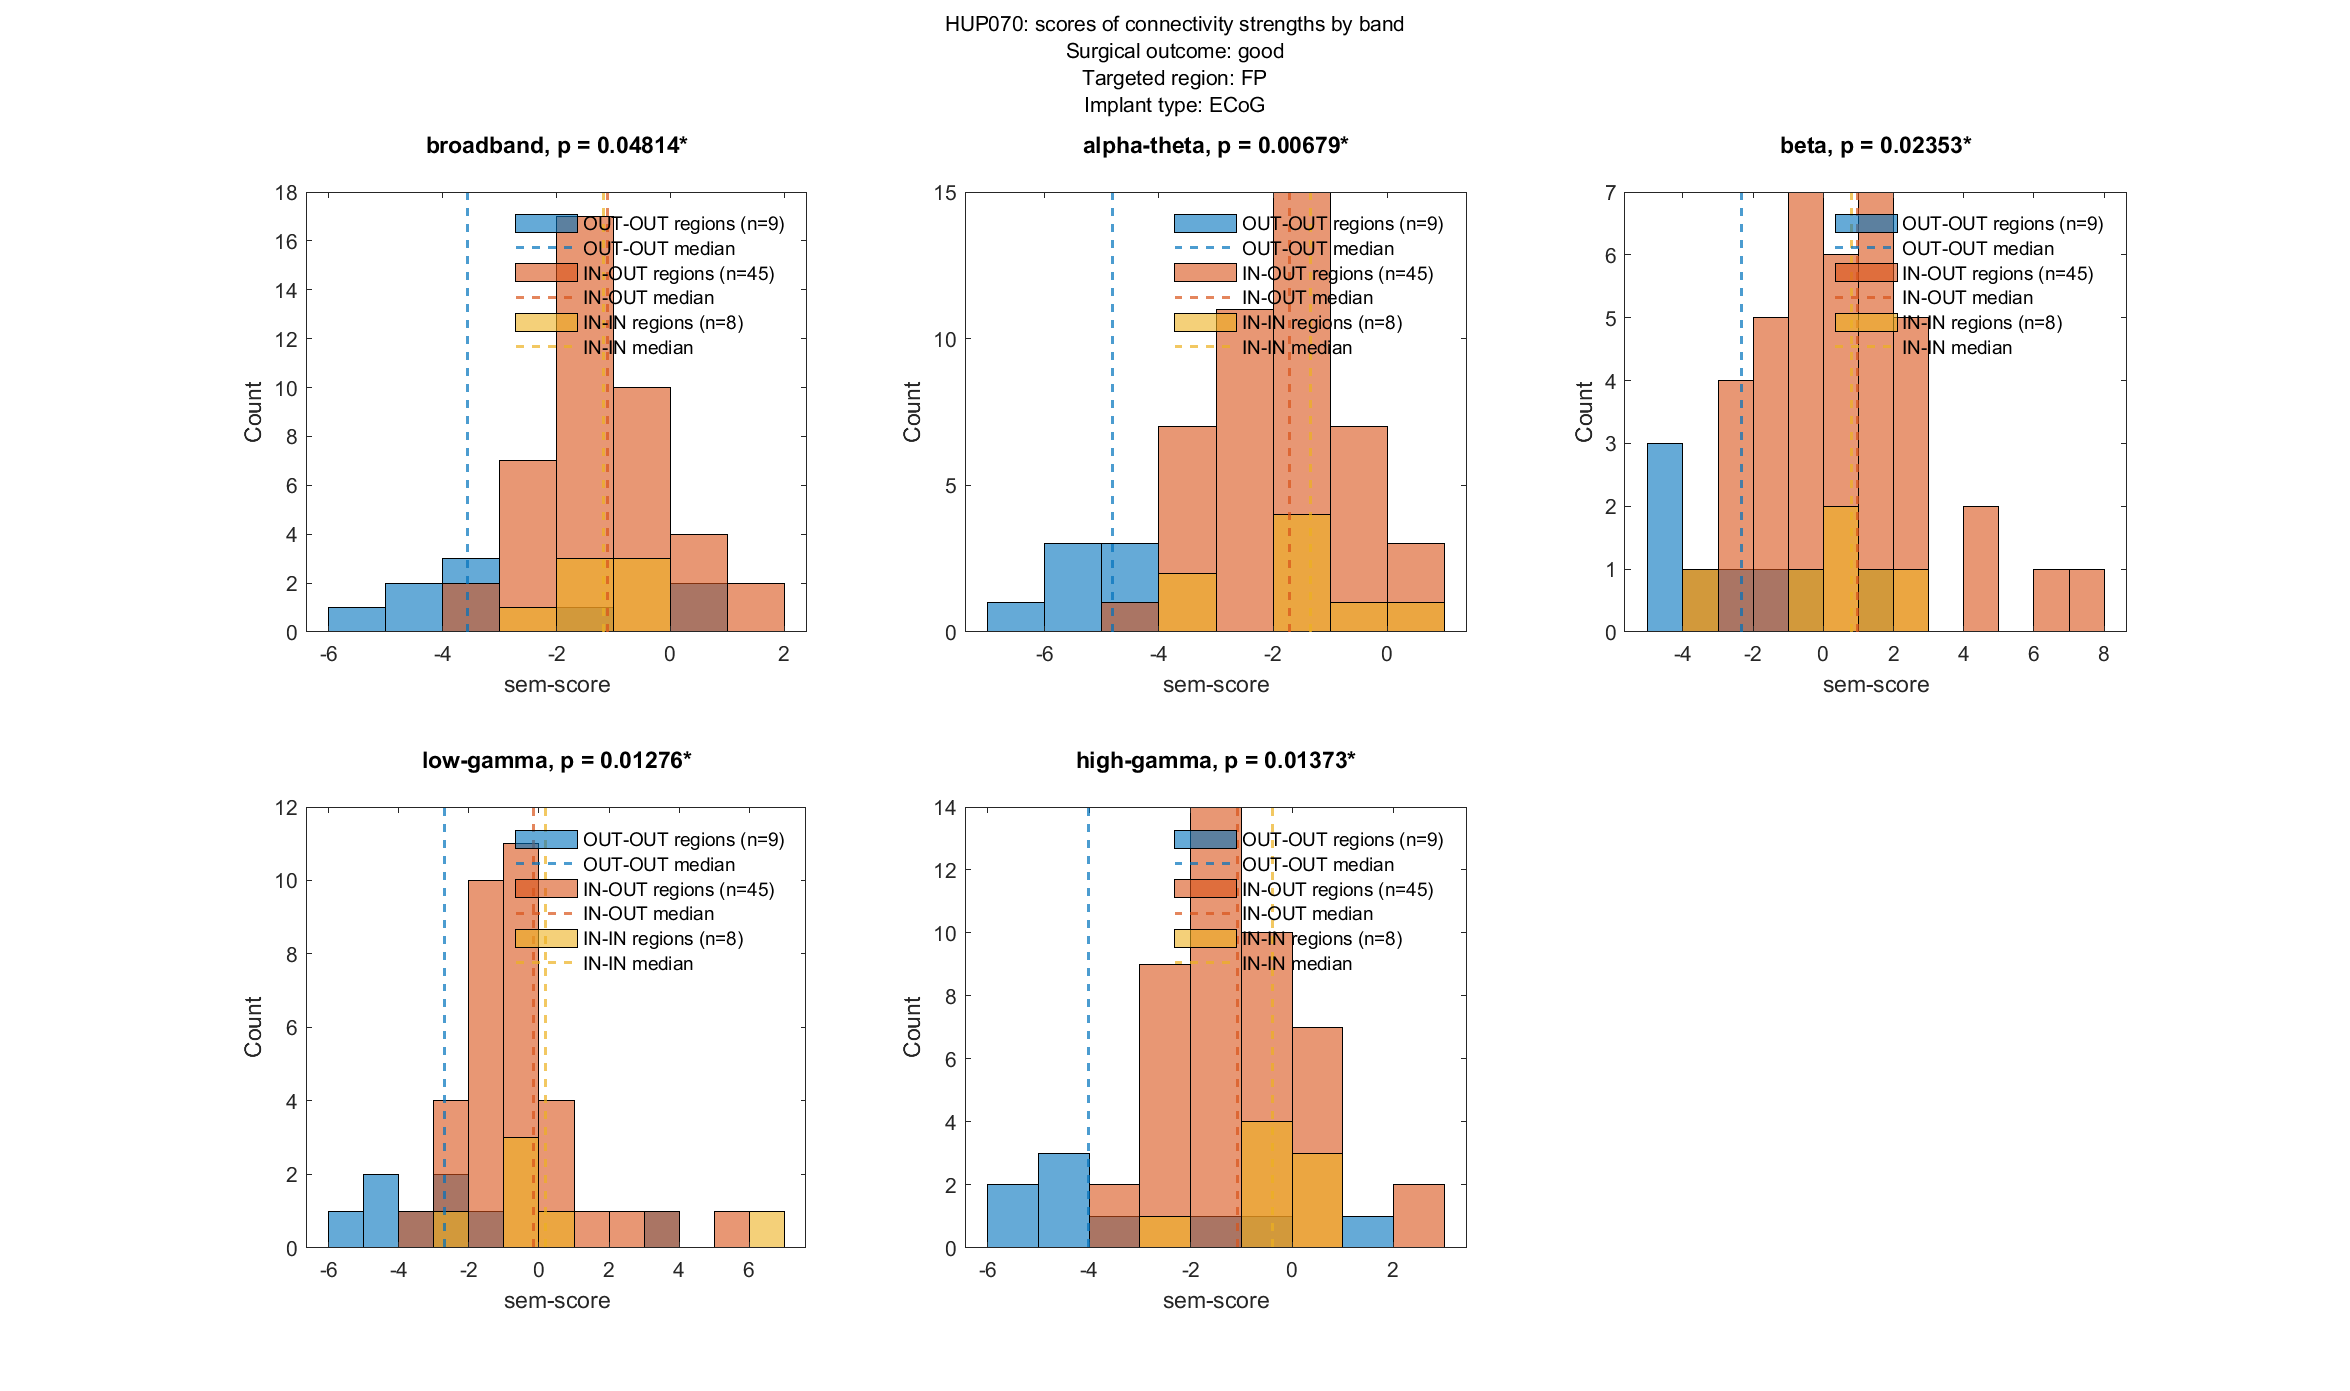 HUP070: scores of connectivity strengths by band
Surgical outcome: good
Targeted region: FP
Implant type: ECoG
broadband, p = 0.04814*
18
16
14
12
10
8
6
4
2
0
Count
-6 -4 -2 0 2
sem-score
OUT-OUT regions (n=9)
OUT-OUT median
IN-OUT regions (n=45)
IN-OUT median
IN-IN regions (n=8)
IN-IN median
alpha-theta, p = 0.00679*
15
10
5
0
Count
-6 -4 -2 0
sem-score
OUT-OUT regions (n=9)
OUT-OUT median
IN-OUT regions (n=45)
IN-OUT median
IN-IN regions (n=8)
IN-IN median
beta, p = 0.02353*
7
6
5
4
3
2
1
0
Count
-4 -2 0 2 4 6 8
sem-score
OUT-OUT regions (n=9)
OUT-OUT median
IN-OUT regions (n=45)
IN-OUT median
IN-IN regions (n=8)
IN-IN median
low-gamma, p = 0.01276*
12
10
8
6
4
2
0
Count
-6 -4 -2 0 2 4 6
sem-score
OUT-OUT regions (n=9)
OUT-OUT median
IN-OUT regions (n=45)
IN-OUT median
IN-IN regions (n=8)
IN-IN median
high-gamma, p = 0.01373*
14
12
10
8
6
4
2
0
Count
-6 -4 -2 0 2
sem-score
OUT-OUT regions (n=9)
OUT-OUT median
IN-OUT regions (n=45)
IN-OUT median
IN-IN regions (n=8)
IN-IN median